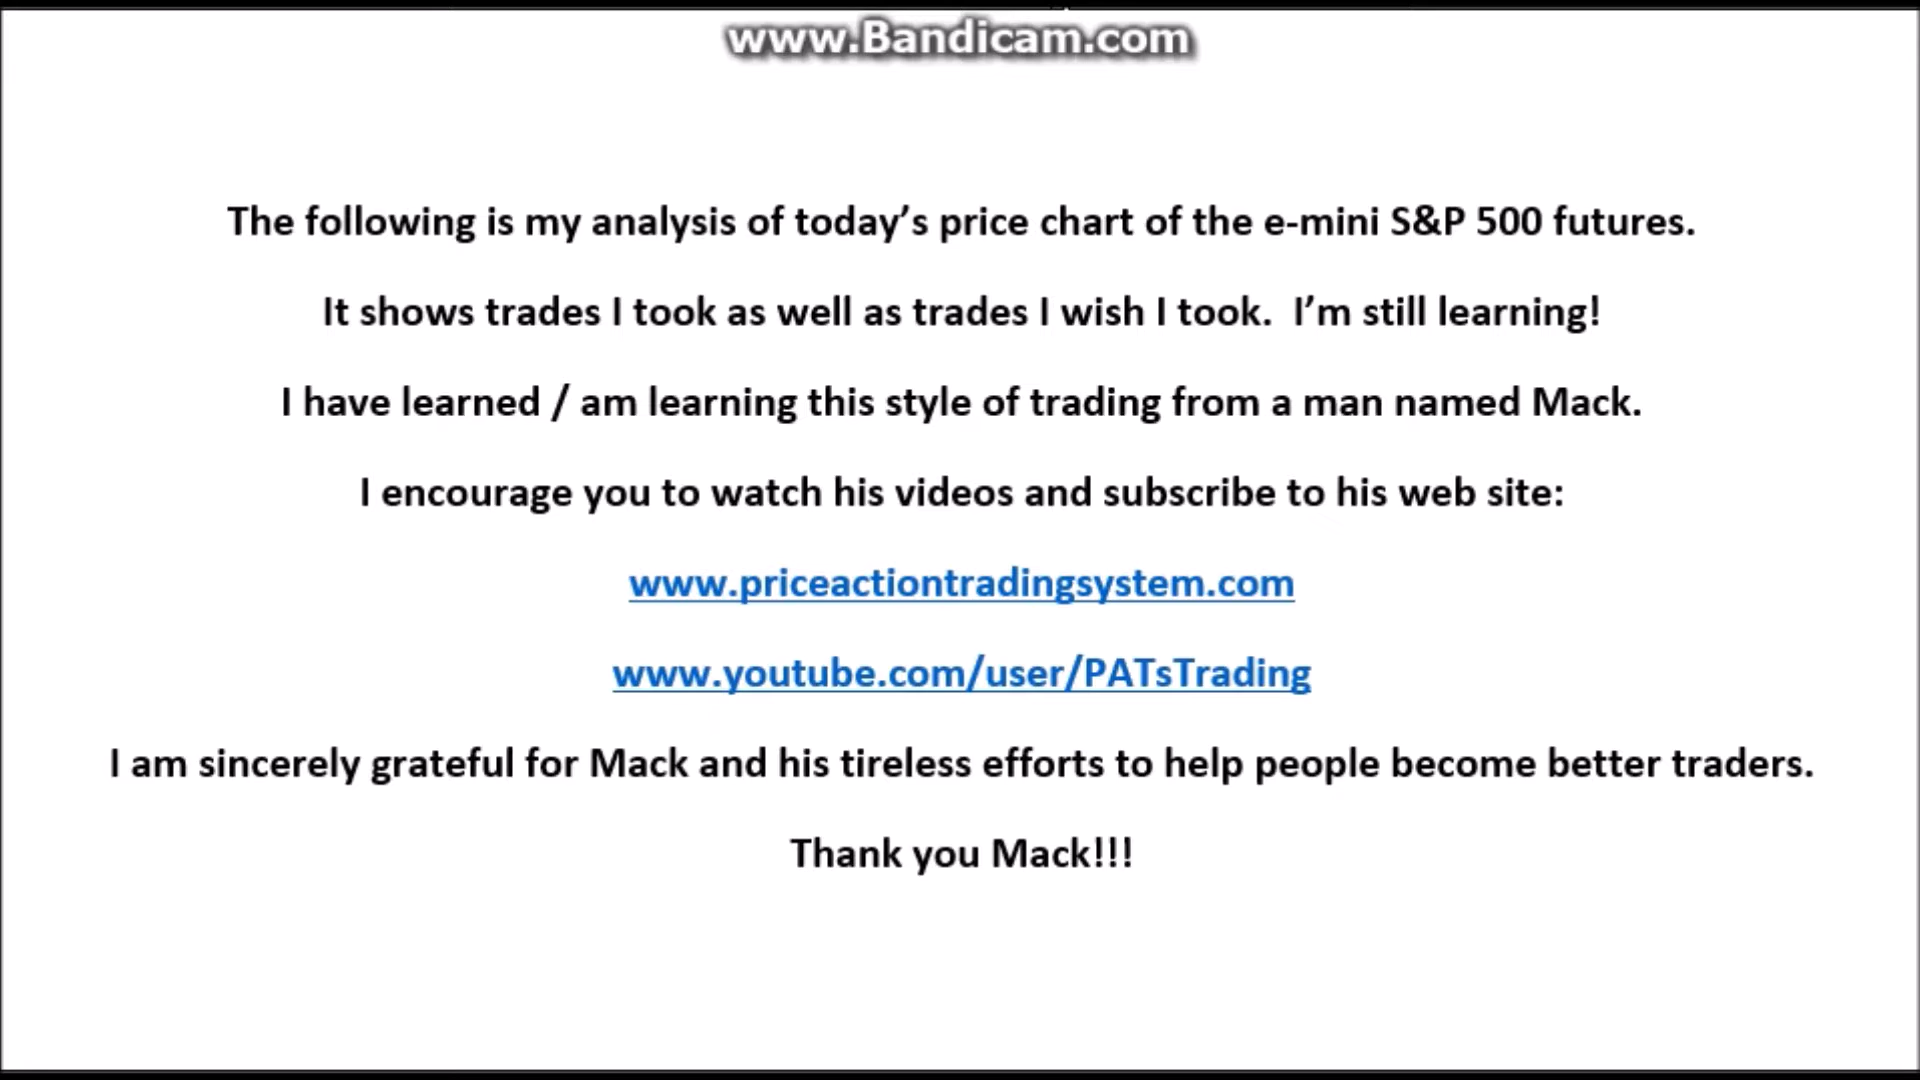 www.Bandicam.com
The following is my analysis of today’s price chart of the e-mini S&P 500 futures.
It shows trades I took as well as trades I wish I took.  I’m still learning!
I have learned / am learning this style of trading from a man named Mack.
I encourage you to watch his videos and subscribe to his web site:
www.priceactiontradingsystem.com
www.youtube.com/user/PATsTrading
I am sincerely grateful for Mack and his tireless efforts to help people become better traders.
Thank you Mack!!!